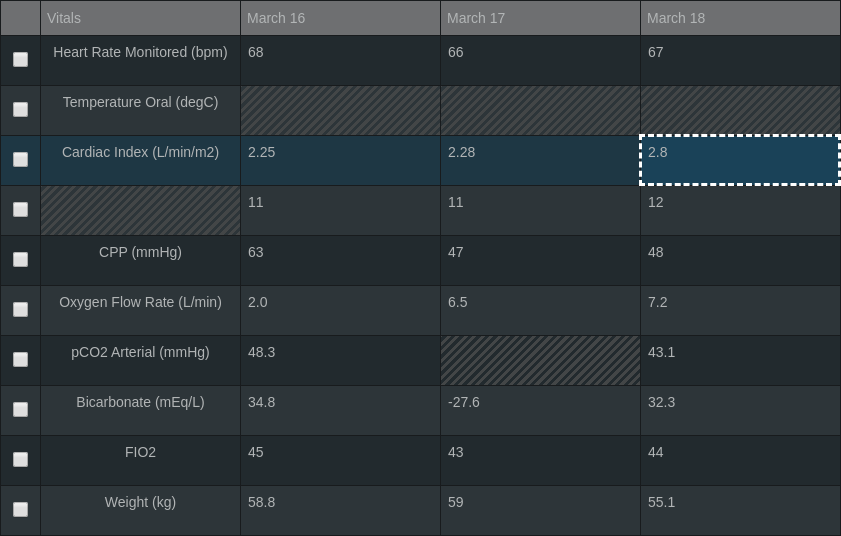 Vitals March 16 March 17 March 18
Heart Rate Monitored (bpm) 68 66 67
Temperature Oral (degC)
Cardiac Index (L/min/m2) 2.25 2.28 2.8
11 11 12
CPP (mmHg) 63 47 48
Oxygen Flow Rate (L/min) 2.0 6.5 7.2
pCO2 Arterial (mmHg) 48.3 43.1
Bicarbonate (mEq/L) 34.8 -27.6 32.3
FIO2 45 43 44
Weight (kg) 58.8 59 55.1